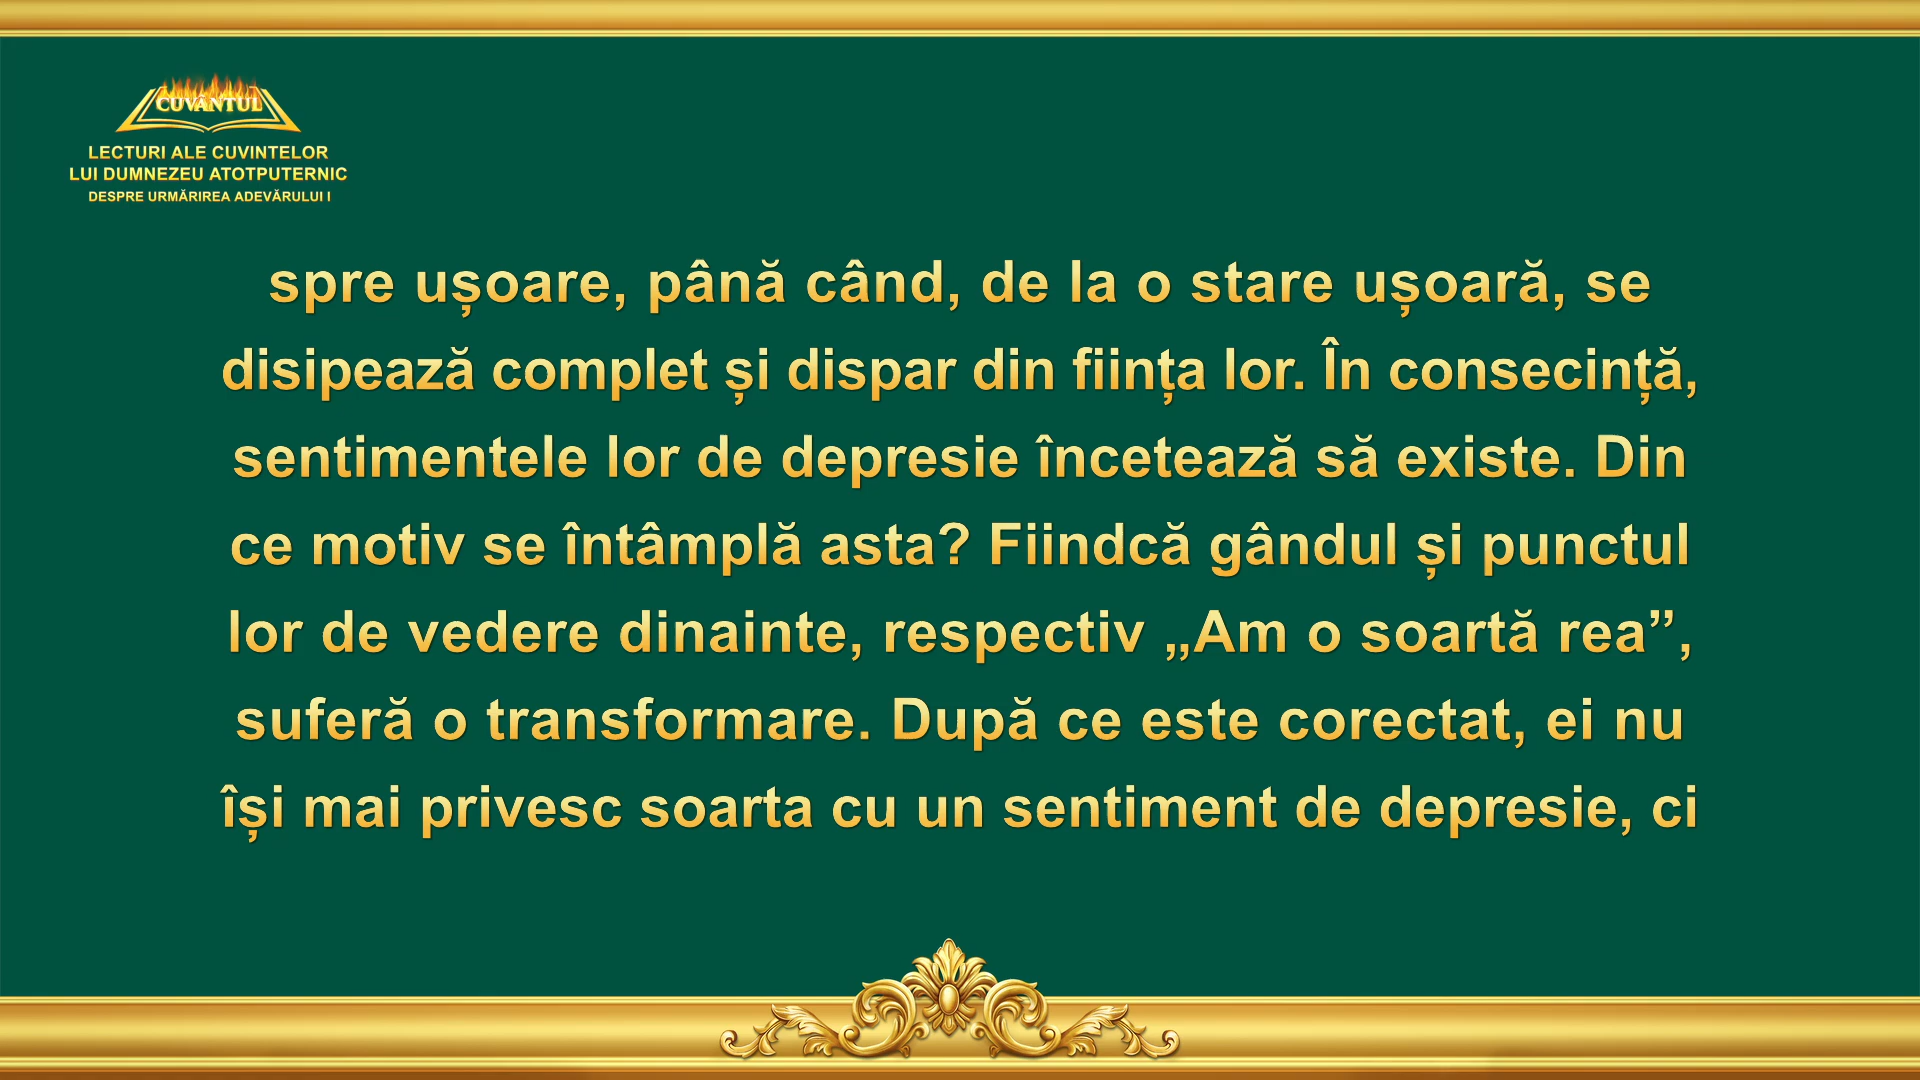 CUVÂNTUL
LECTURI ALE CUVINTELOR
LUI DUMNEZEU ATOTPUTERNIC
DESPRE URMĂRIREA ADEVĂRULUI I
spre ușoare, până când, de la o stare ușoară, se
disipează complet și dispar din ființa lor. În consecință,
sentimentele lor de depresie încetează să existe. Din
ce motiv se întâmplă asta? Fiindcă gândul și punctul
lor de vedere dinainte, respectiv „Am o soartă rea”,
suferă o transformare. După ce este corectat, ei nu
își mai privesc soarta cu un sentiment de depresie, ci